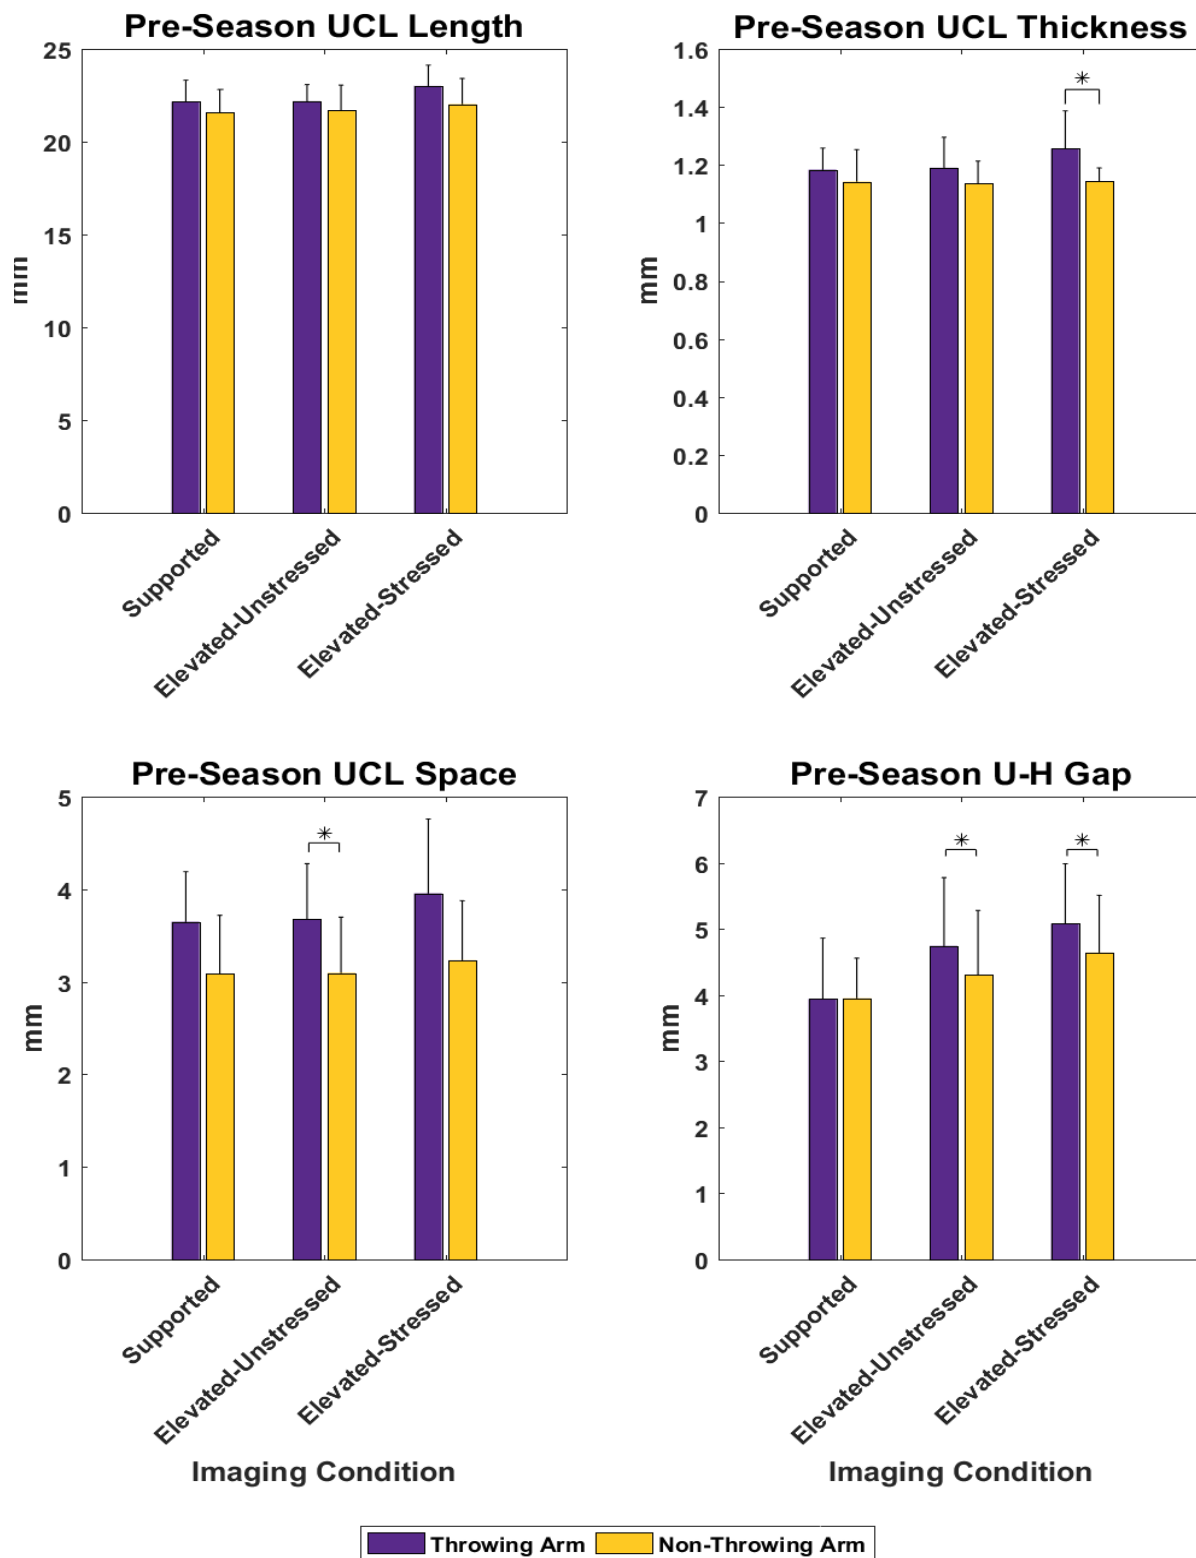 Pre-Season UCL Length
25
20
15
10
5
0
mm
Supported
Elevated-Unstressed
Elevated-Stressed
Pre-Season UCL Thickness
1.6
1.4
1.2
1
0.8
0.6
0.4
0.2
0
mm
*
Supported
Elevated-Unstressed
Elevated-Stressed
Pre-Season UCL Space
5
4
3
2
1
0
mm
*
Supported
Elevated-Unstressed
Elevated-Stressed
Imaging Condition
Pre-Season U-H Gap
7
6
5
4
3
2
1
0
mm
*
*
Supported
Elevated-Unstressed
Elevated-Stressed
Imaging Condition
Throwing Arm
Non-Throwing Arm